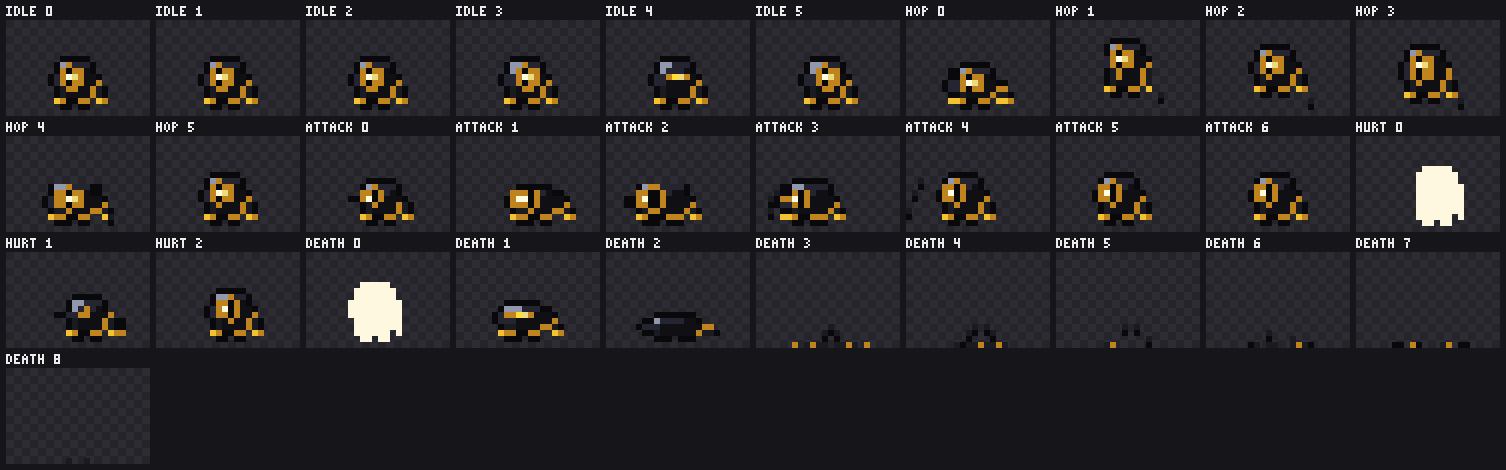 IDLE 0 IDLE 1 IDLE 2 IDLE 3 IDLE 4 IDLE 5 HOP 0 HOP 1 HOP 2 HOP 3
HOP 4 HOP 5 ATTACK 0 ATTACK 1 ATTACK 2 ATTACK 3 ATTACK 4 ATTACK 5 ATTACK 6 HURT 0
HURT 1 HURT 2 DEATH 0 DEATH 1 DEATH 2 DEATH 3 DEATH 4 DEATH 5 DEATH 6 DEATH 7
DEATH 8